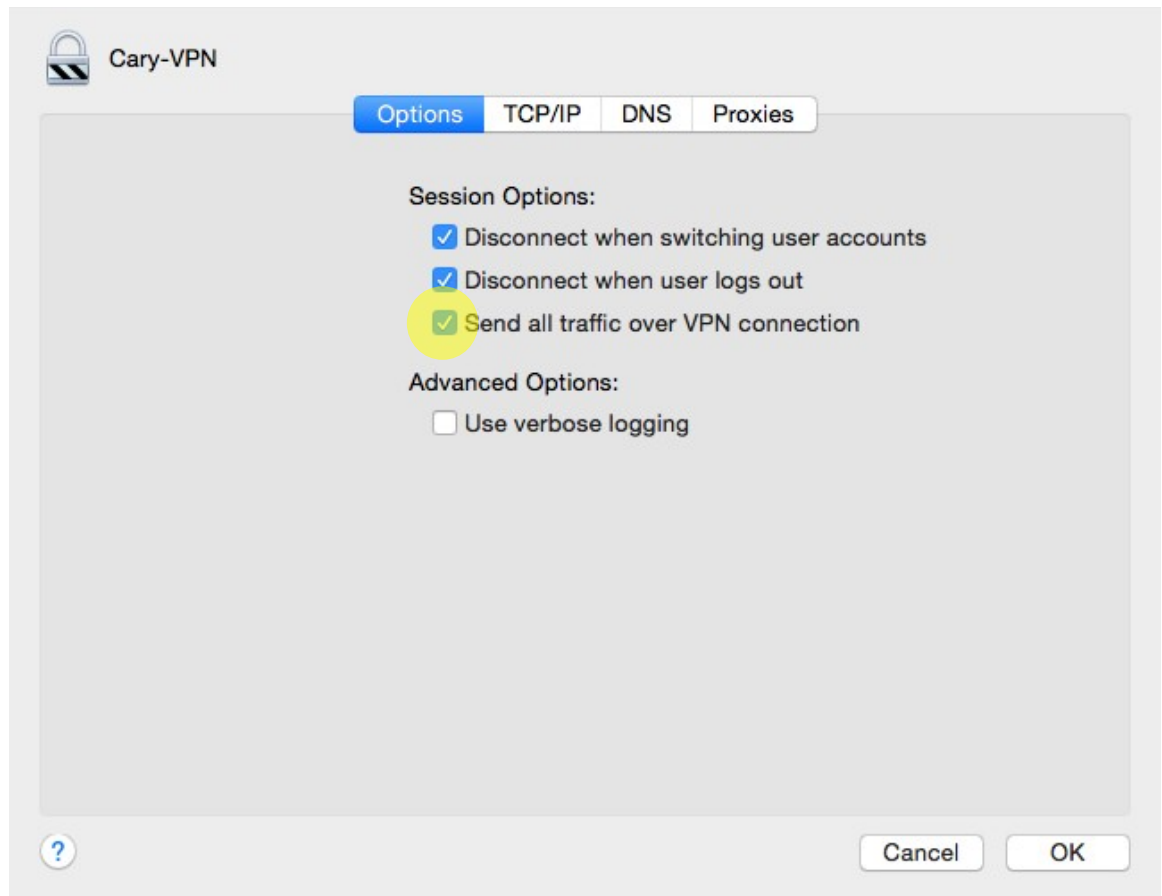 Cary-VPN
Options TCP/IP DNS Proxies
Session Options:
Disconnect when switching user accounts
Disconnect when user logs out
Send all traffic over VPN connection
Advanced Options:
Use verbose logging
? Cancel OK